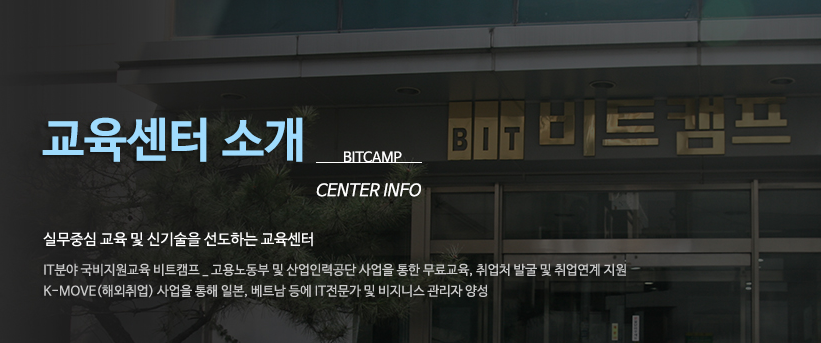 교육센터 소개
BITCAMP
CENTER INFO
BIT 비트캠프
실무중심 교육 및 신기술을 선도하는 교육센터
IT분야 국비지원교육 비트캠프 _ 고용노동부 및 산업인력공단 사업을 통한 무료교육, 취업처 발굴 및 취업연계 지원
K-MOVE(해외취업) 사업을 통해 일본, 베트남 등에 IT전문가 및 비지니스 관리자 양성